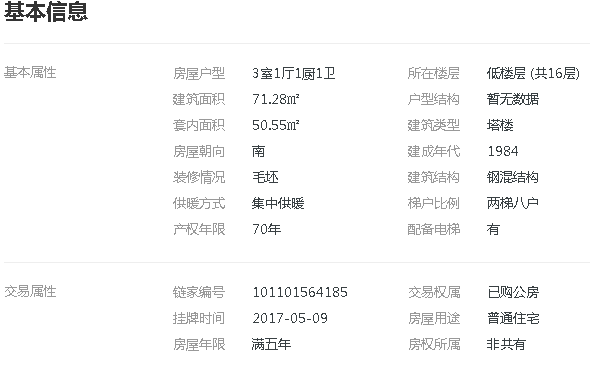 基本信息
基本属性 房屋户型 3室1厅1厨1卫 所在楼层 低楼层 (共16层)
建筑面积 71.28㎡ 户型结构 暂无数据
套内面积 50.55㎡ 建筑类型 塔楼
房屋朝向 南 建成年代 1984
装修情况 毛坯 建筑结构 钢混结构
供暖方式 集中供暖 梯户比例 两梯八户
产权年限 70年 配备电梯 有
交易属性 链家编号 101101564185 交易权属 已购公房
挂牌时间 2017-05-09 房屋用途 普通住宅
房屋年限 满五年 房权所属 非共有